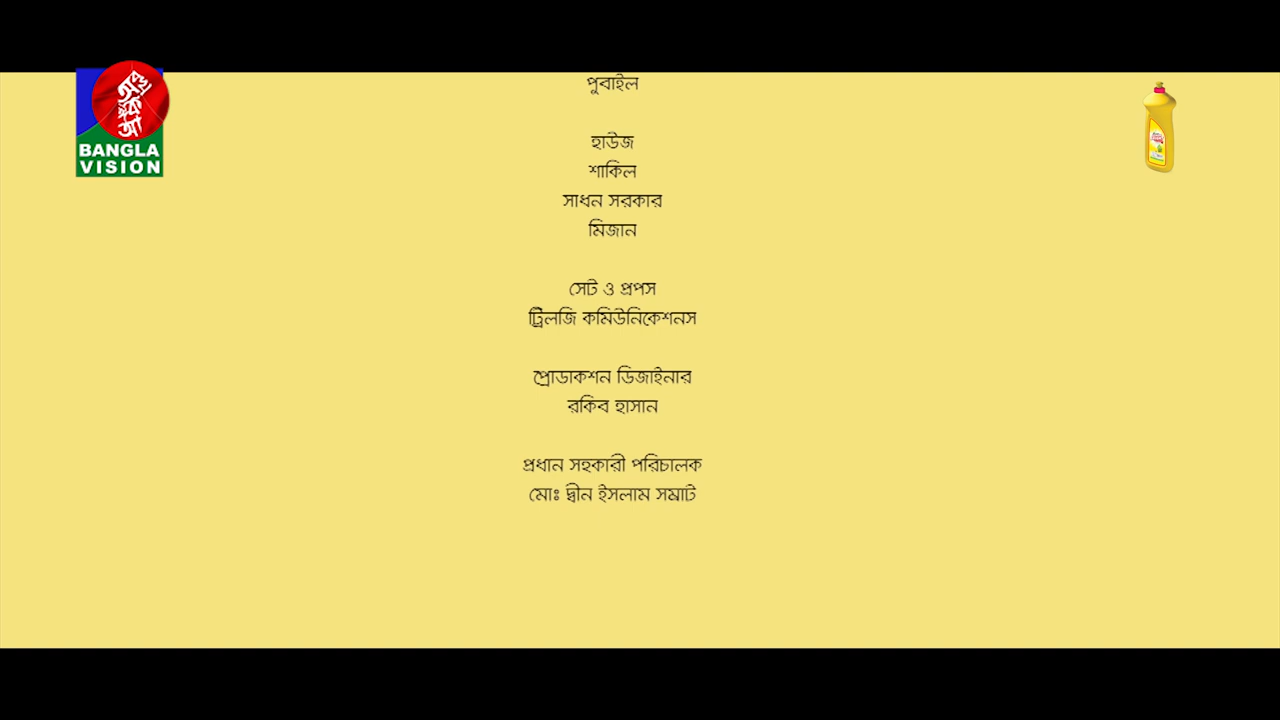 BANGLA
VISION
পুবাইল
হাউজ
শাকিল
সাধন সরকার
মিজান
সেট ও প্রপস
ট্রিলজি কমিউনিকেশনস
প্রোডাকশন ডিজাইনার
রকিব হাসান
প্রধান সহকারী পরিচালক
মোঃ দ্বীন ইসলাম সম্রাট